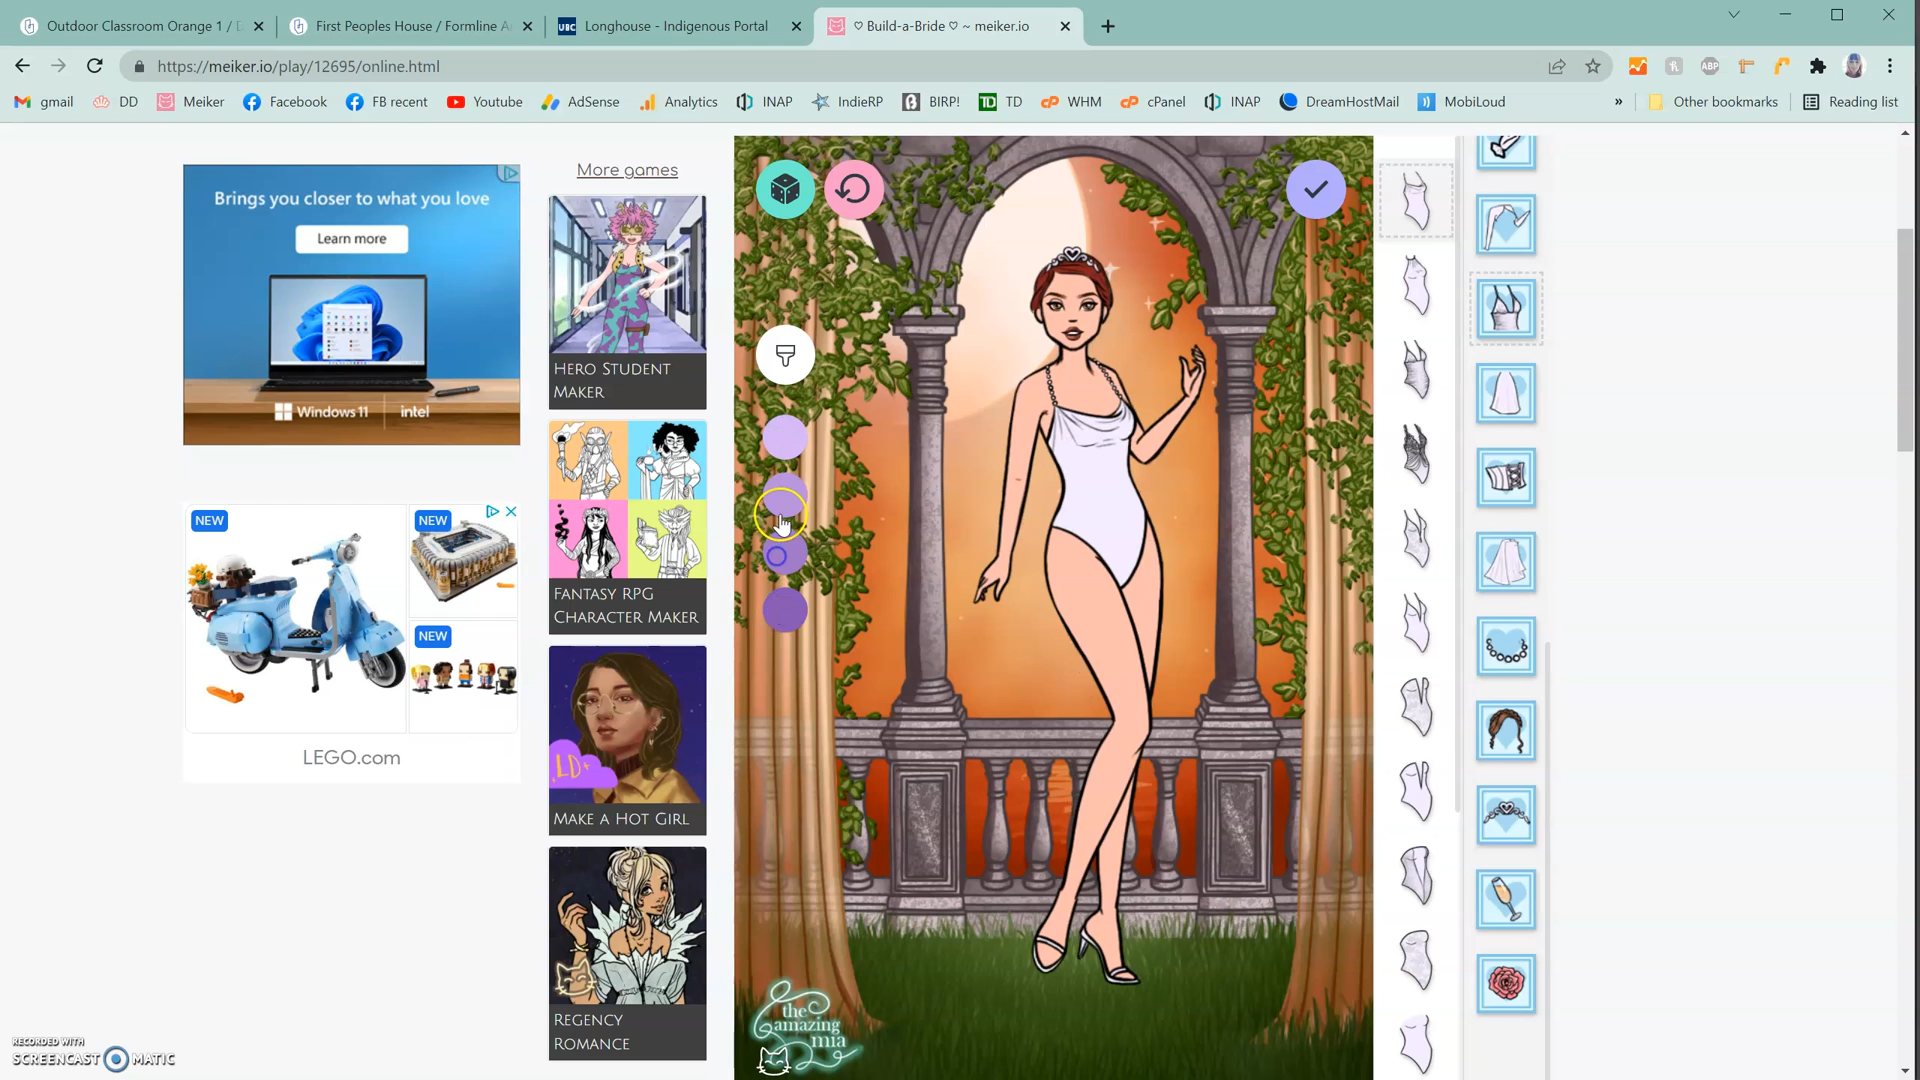 Outdoor Classroom Orange 1 / D
First Peoples House / Formline A
UBC Longhouse - Indigenous Portal
♡ Build-a-Bride ♡ ~ meiker.io
https://meiker.io/play/12695/online.html
ABP
gmail DD Meiker Facebook FB recent Youtube AdSense Analytics INAP IndieRP BIRP! TD TD WHM cPanel INAP DreamHostMail MobiLoud » Other bookmarks Reading list
Brings you closer to what you love
Learn more
Windows 11 intel
NEW
NEW
NEW
LEGO.com
More games
Hero Student
Maker
Fantasy RPG
Character Maker
LD+
Make a Hot Girl
Regency
Romance
the
amazing
mia
RECORDED WITH
SCREENCAST MATIC